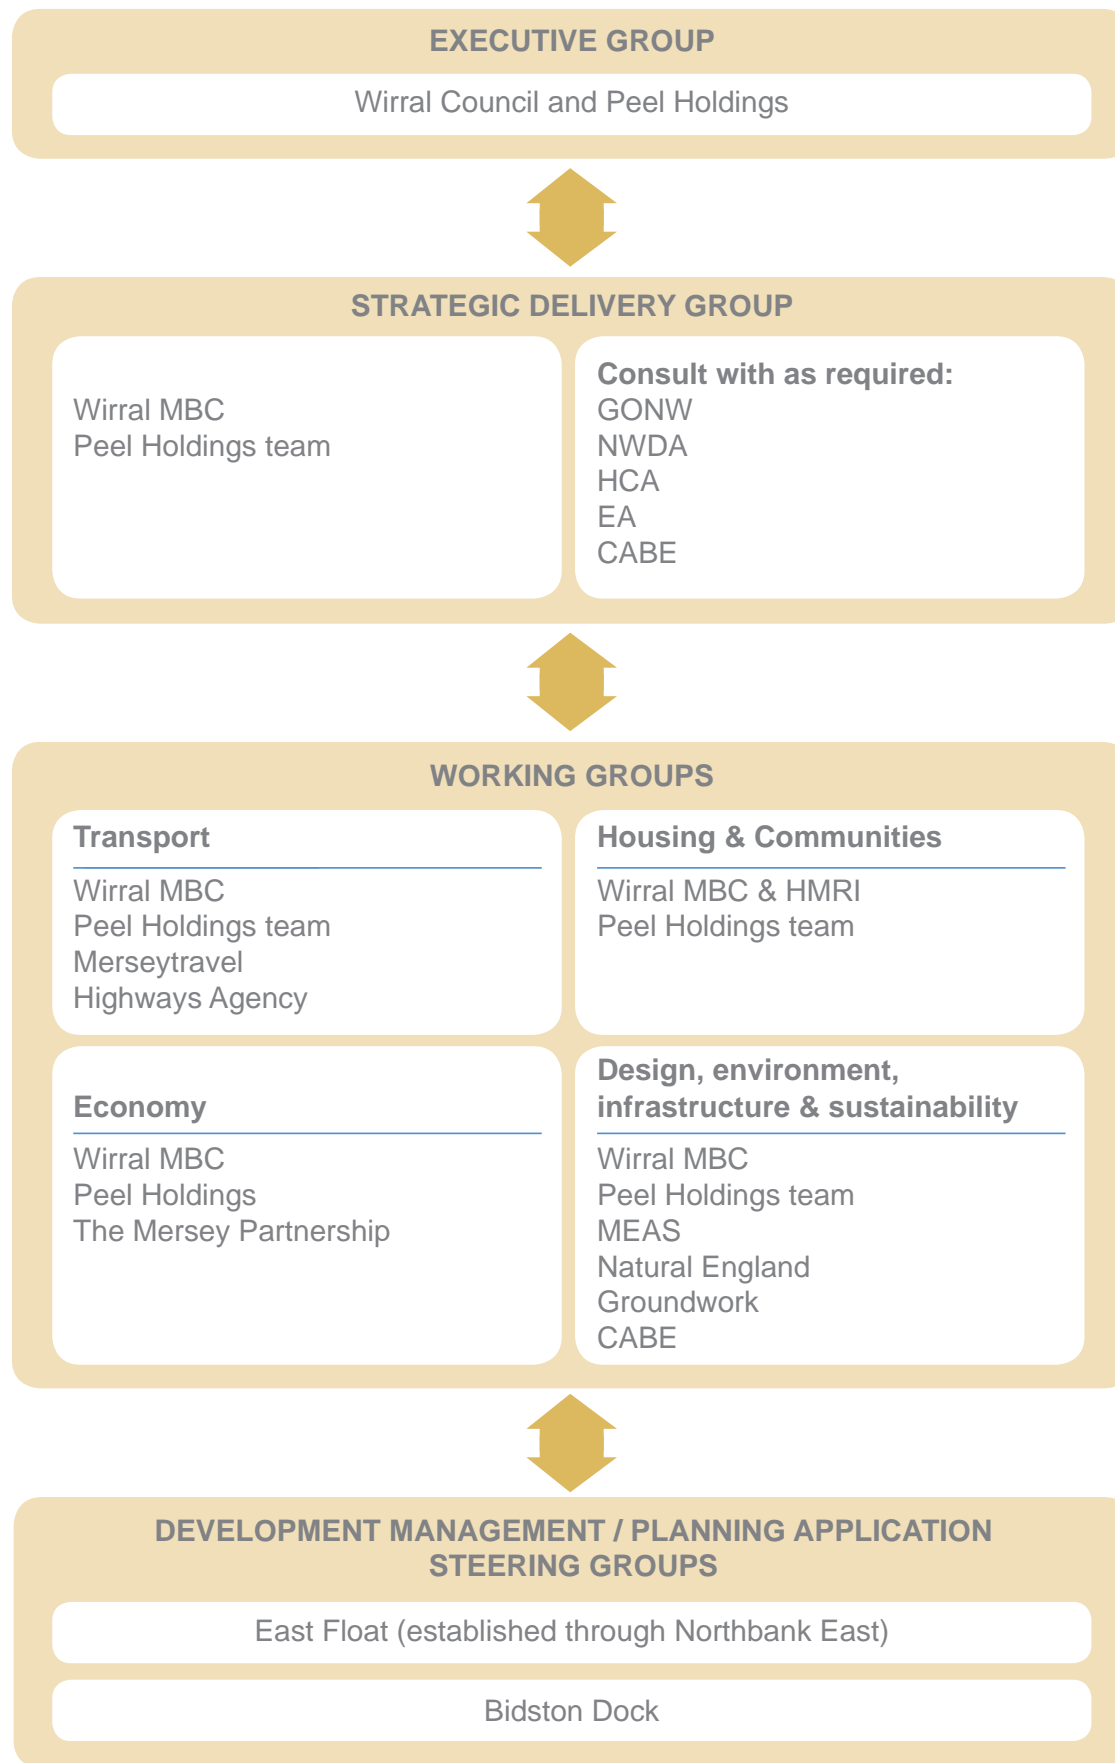 EXECUTIVE GROUP
Wirral Council and Peel Holdings
STRATEGIC DELIVERY GROUP
Wirral MBC
Peel Holdings team
Consult with as required:
GONW
NWDA
HCA
EA
CABE
WORKING GROUPS
Transport
Wirral MBC
Peel Holdings team
Merseytravel
Highways Agency
Housing & Communities
Wirral MBC & HMRI
Peel Holdings team
Economy
Wirral MBC
Peel Holdings
The Mersey Partnership
Design, environment,
infrastructure & sustainability
Wirral MBC
Peel Holdings team
MEAS
Natural England
Groundwork
CABE
DEVELOPMENT MANAGEMENT / PLANNING APPLICATION
STEERING GROUPS
East Float (established through Northbank East)
Bidston Dock